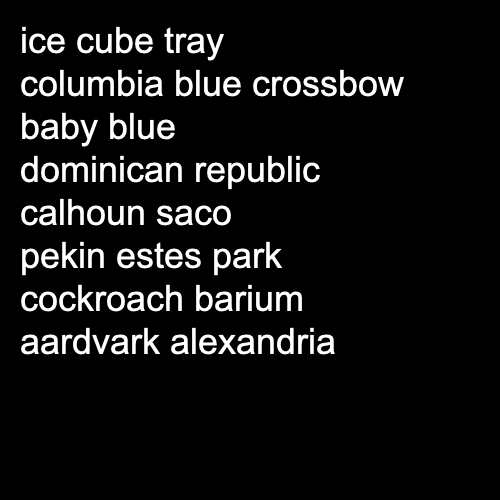 ice cube tray
columbia blue crossbow
baby blue
dominican republic
calhoun saco
pekin estes park
cockroach barium
aardvark alexandria